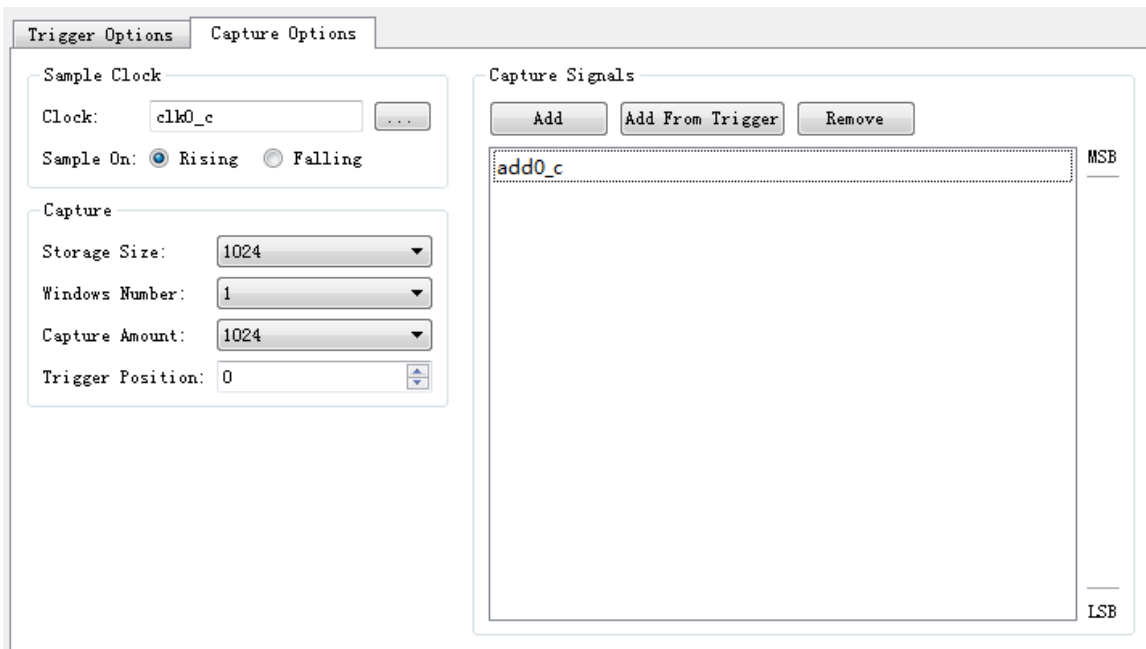 Trigger Options
Capture Options
Sample Clock
Clock: clk0_c ...
Sample On: Rising Falling
Capture
Storage Size: 1024
Windows Number: 1
Capture Amount: 1024
Trigger Position: 0
Capture Signals
Add
Add From Trigger
Remove
add0_c
MSB
LSB